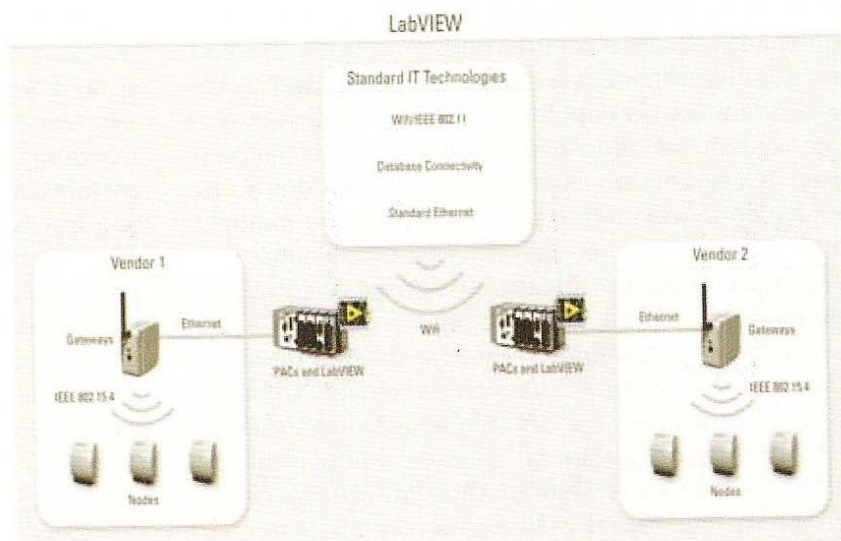 LabVIEW
Standard IT Technologies
Wifi/IEEE 802.11
Database Connectivity
Standard Ethernet
Vendor 1
Gateways
Ethernet
IEEE 802.15.4
Nodes
PACs and LabVIEW
Wifi
PACs and LabVIEW
Vendor 2
Ethernet
Gateways
IEEE 802.15.4
Nodes